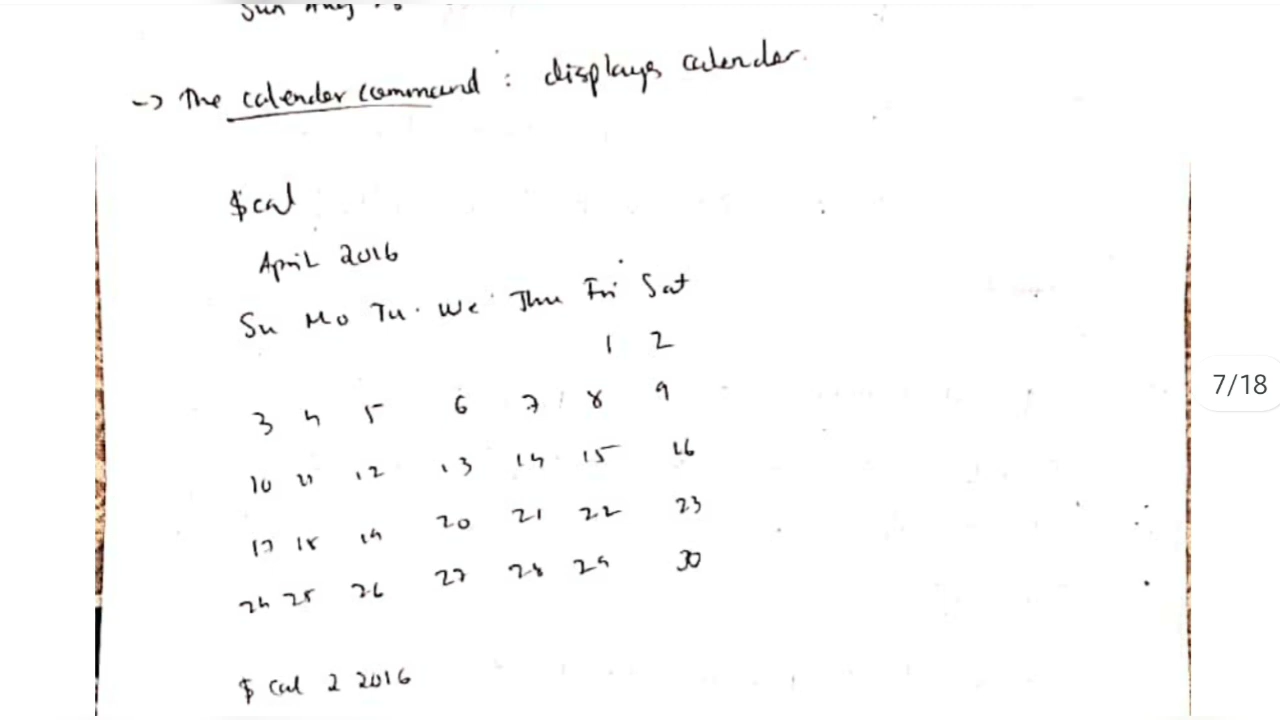 Sun
-> The calender command : displays calender.
$cal
April 2016
Su Mo Tu We Thu Fri Sat
1 2
3 4 5 6 7 8 9
10 11 12 13 14 15 16
17 18 19 20 21 22 23
24 25 26 27 28 29 30
7/18
$ cal 2 2016